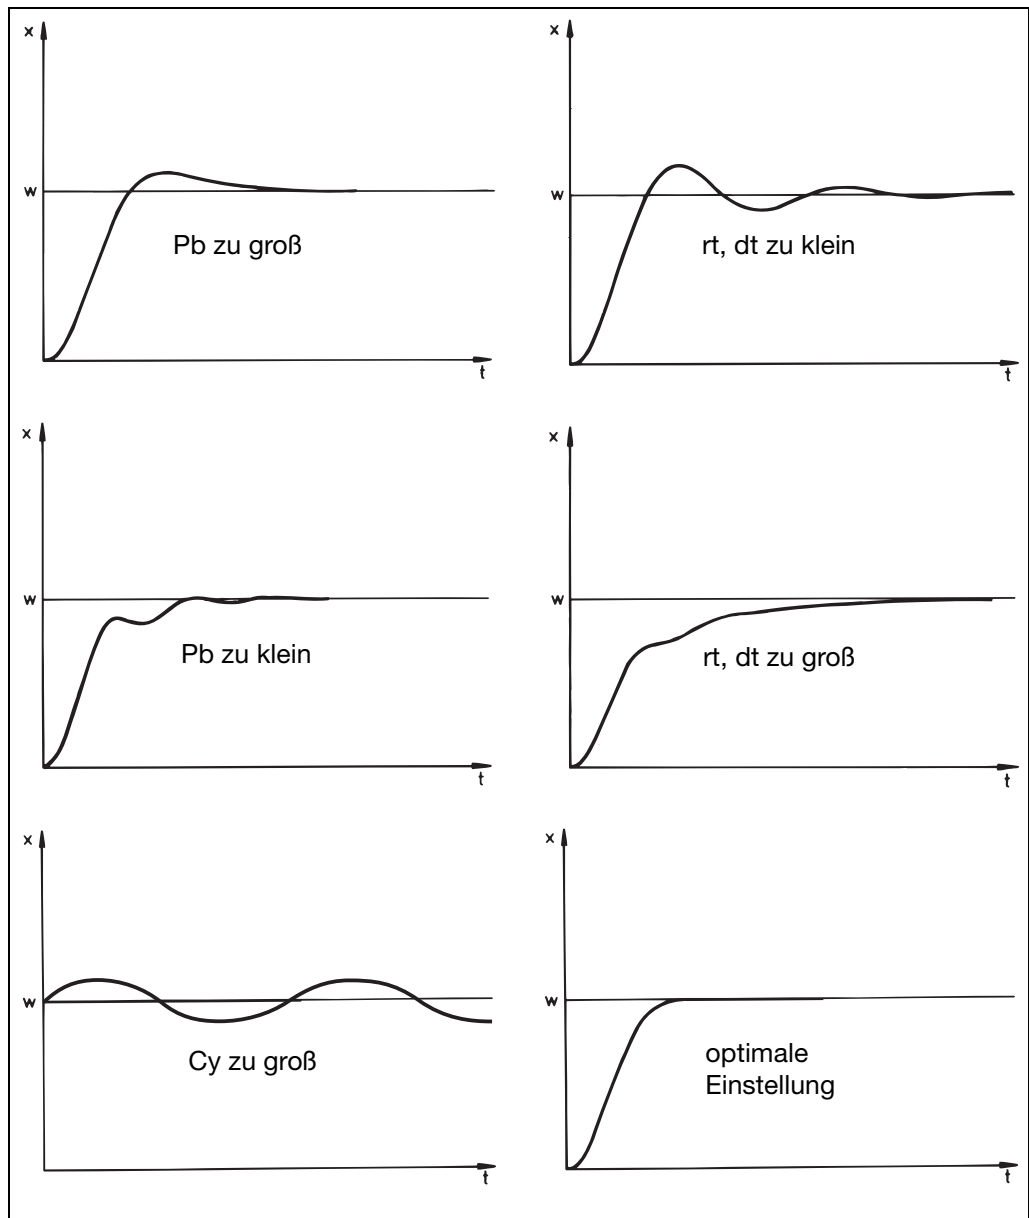 x
w
Pb zu groß
t
x
w
rt, dt zu klein
t
x
w
Pb zu klein
t
x
w
rt, dt zu groß
t
x
w
Cy zu groß
t
x
w
optimale
Einstellung
t